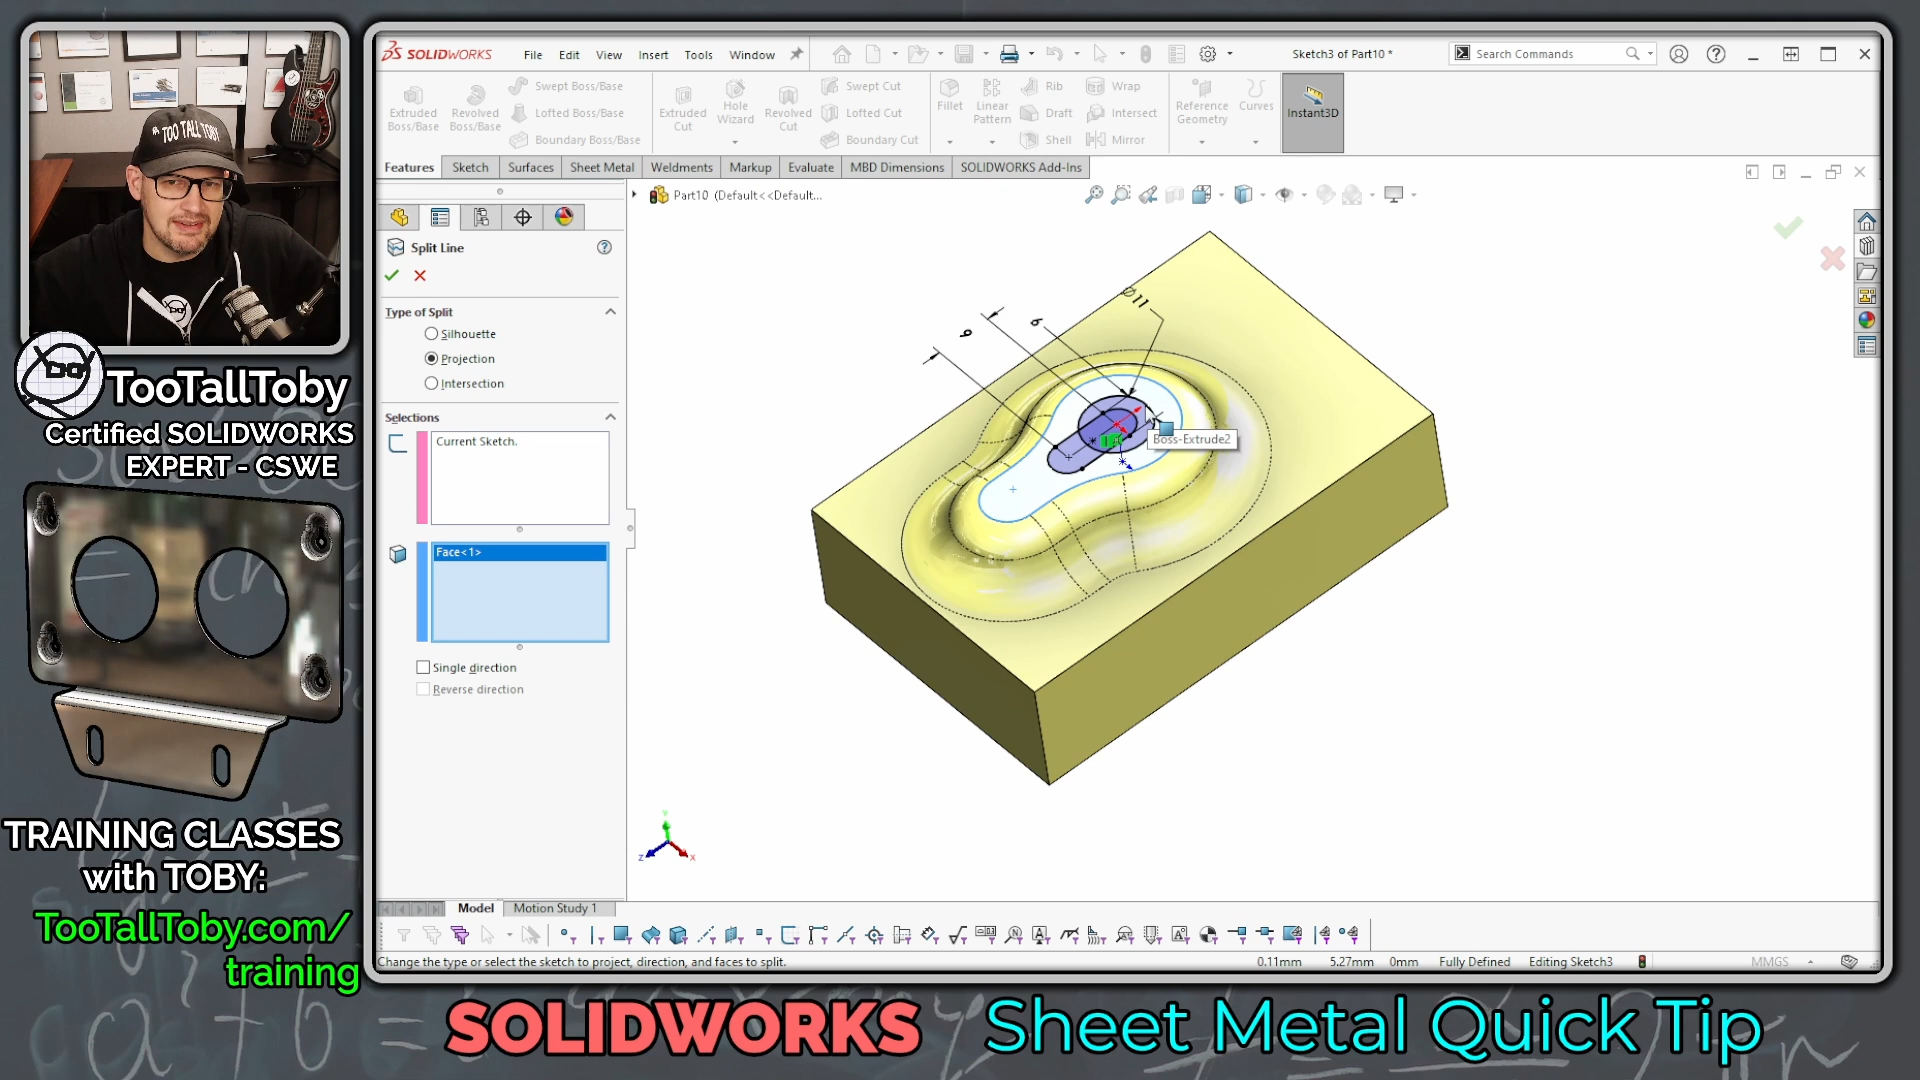 TOO TALL TOBY
TooTallToby
Certified SOLIDWORKS
EXPERT - CSWE
TRAINING CLASSES
with TOBY:
TooTallToby.com/
training
SOLIDWORKS
File
Edit
View
Insert
Tools
Window
Sketch3 of Part10 *
Search Commands
Extruded
Boss/Base
Revolved
Boss/Base
Swept Boss/Base
Lofted Boss/Base
Boundary Boss/Base
Extruded
Cut
Hole
Wizard
Revolved
Cut
Swept Cut
Lofted Cut
Boundary Cut
Fillet
Linear
Pattern
Rib
Draft
Shell
Wrap
Intersect
Mirror
Reference
Geometry
Curves
Instant3D
Features
Sketch
Surfaces
Sheet Metal
Weldments
Markup
Evaluate
MBD Dimensions
SOLIDWORKS Add-Ins
Part10 (Default<<Default...
Split Line
Type of Split
Silhouette
Projection
Intersection
Selections
Current Sketch.
Face<1>
Single direction
Reverse direction
Ø11
6
9
Boss-Extrude2
Y
Z
X
Model
Motion Study 1
Change the type or select the sketch to project, direction, and faces to split.
0.11mm
5.27mm
0mm
Fully Defined
Editing Sketch3
MMGS
SOLIDWORKS
Sheet Metal Quick Tip